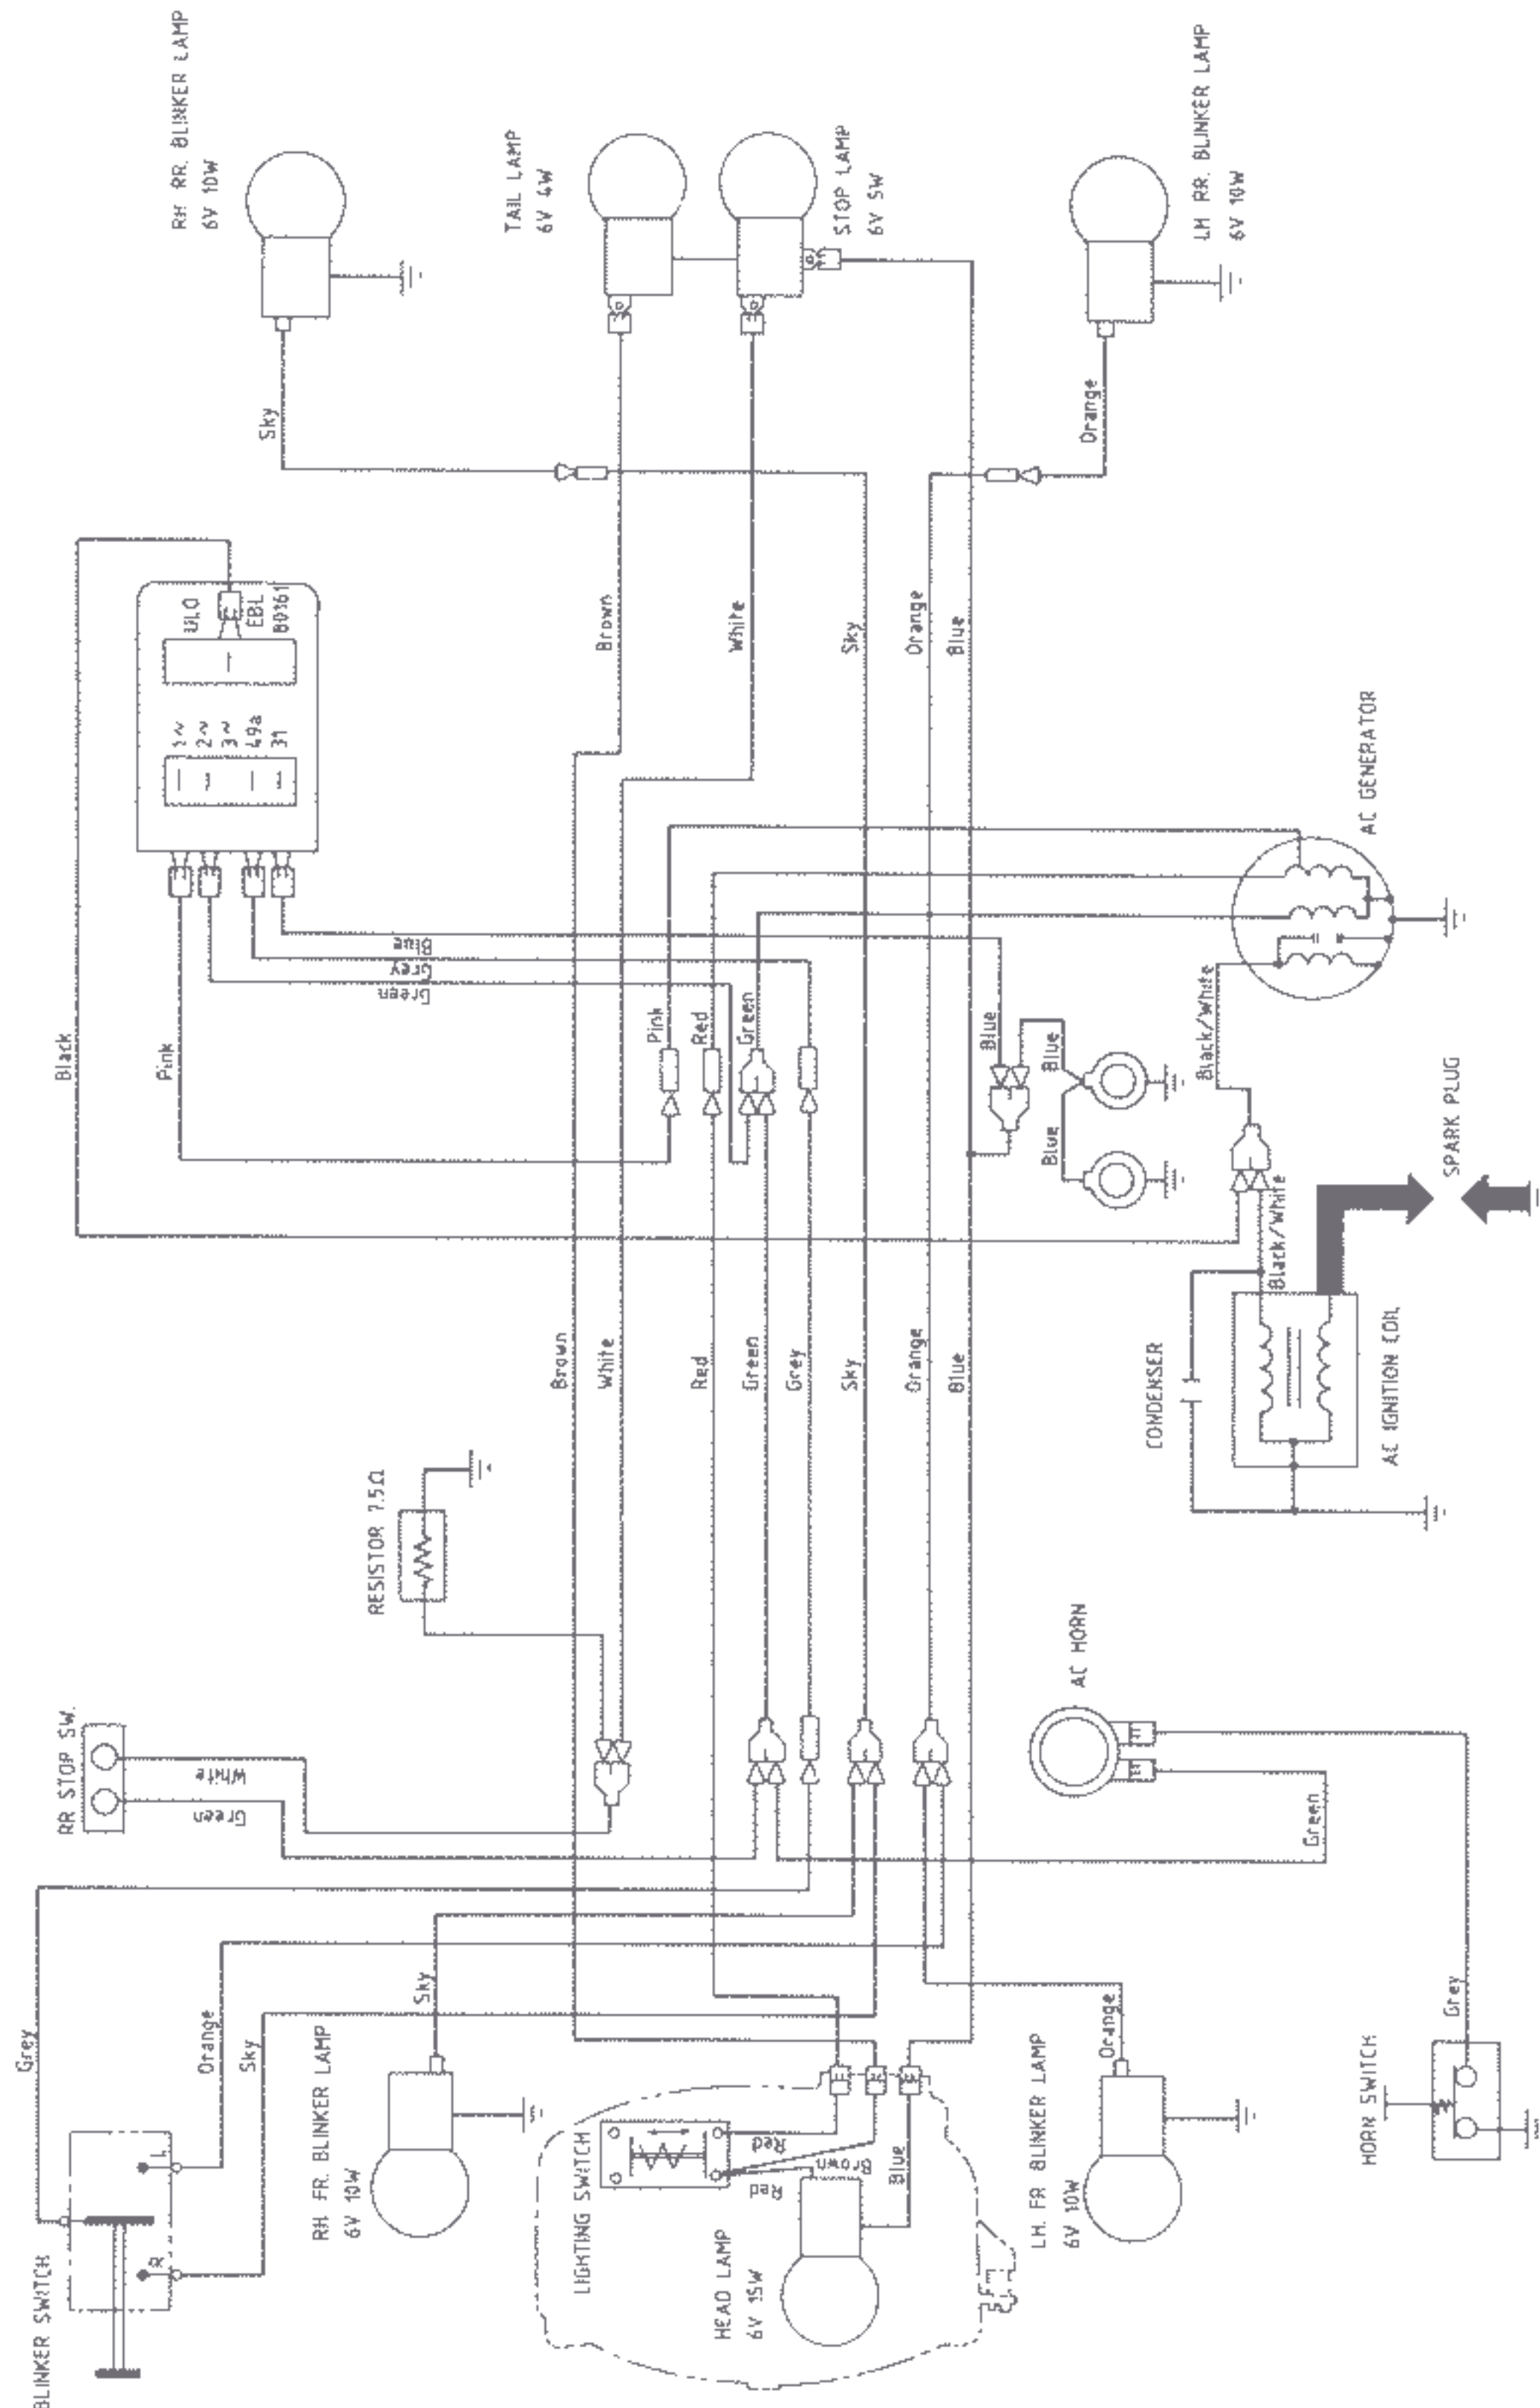 RH RR. BLINKER LAMP
6V 10W
TAIL LAMP
6V 4W
STOP LAMP
6V 5W
LH RR. BLINKER LAMP
6V 10W
Sky
Orange
ULO
EBL
80361
1~
2~
3~
49a
31
Brown
White
Sky
Orange
Blue
AC GENERATOR
Blue
Grey
Green
Black
Pink
Pink
Red
Green
Blue
Blue
Blue
Black/White
SPARK PLUG
Black/White
Brown
White
Red
Green
Grey
Sky
Orange
Blue
CONDENSER
AC IGNITION COIL
RESISTOR 7.5Ω
RR STOP SW.
White
Green
AC HORN
Green
Grey
Orange
Sky
Sky
Orange
Grey
BLINKER SWITCH
L
R
RH. FR. BLINKER LAMP
6V 10W
LIGHTING SWITCH
Red
Brown
Red
Blue
HEAD LAMP
6V 15W
LH. FR BLINKER LAMP
6V 10W
HORN SWITCH